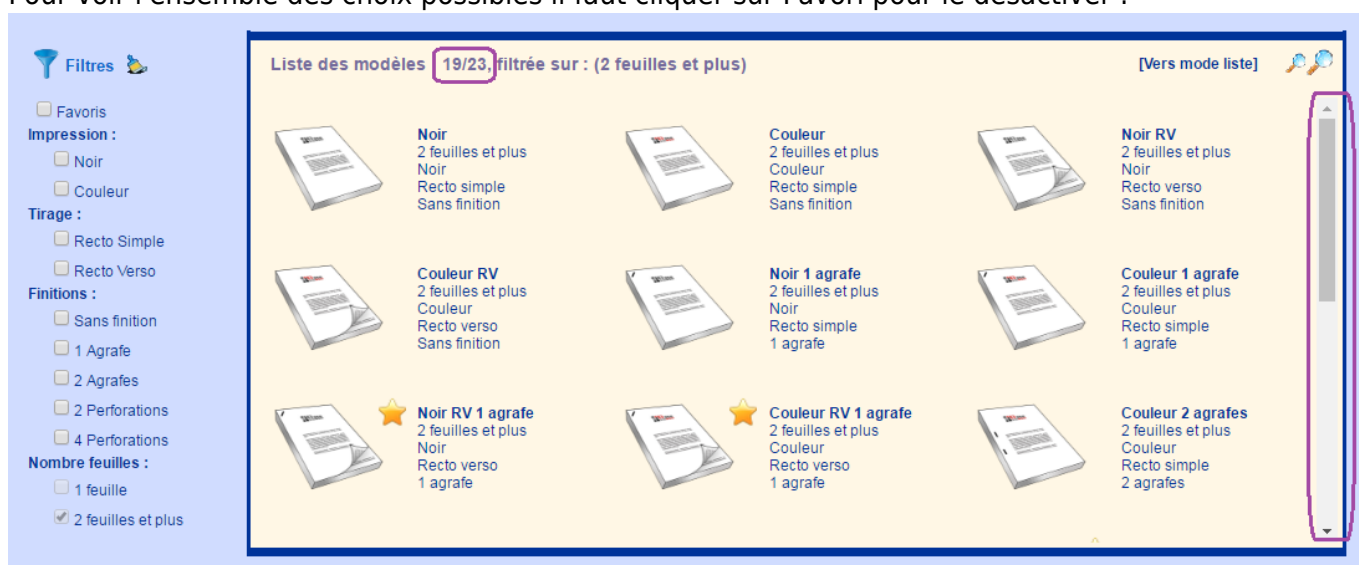 Pour voir l'ensemble des choix possibles il faut cliquer sur Favori pour le désactiver :
Filtres
Liste des modèles 19/23, filtrée sur : (2 feuilles et plus)
[Vers mode liste]
Favoris
Impression :
Noir
Couleur
Tirage :
Recto Simple
Recto Verso
Finitions :
Sans finition
1 Agrafe
2 Agrafes
2 Perforations
4 Perforations
Nombre feuilles :
1 feuille
2 feuilles et plus
Noir
2 feuilles et plus
Noir
Recto simple
Sans finition
Couleur
2 feuilles et plus
Couleur
Recto simple
Sans finition
Noir RV
2 feuilles et plus
Noir
Recto verso
Sans finition
Couleur RV
2 feuilles et plus
Couleur
Recto verso
Sans finition
Noir 1 agrafe
2 feuilles et plus
Noir
Recto simple
1 agrafe
Couleur 1 agrafe
2 feuilles et plus
Couleur
Recto simple
1 agrafe
Noir RV 1 agrafe
2 feuilles et plus
Noir
Recto verso
1 agrafe
Couleur RV 1 agrafe
2 feuilles et plus
Couleur
Recto verso
1 agrafe
Couleur 2 agrafes
2 feuilles et plus
Couleur
Recto simple
2 agrafes